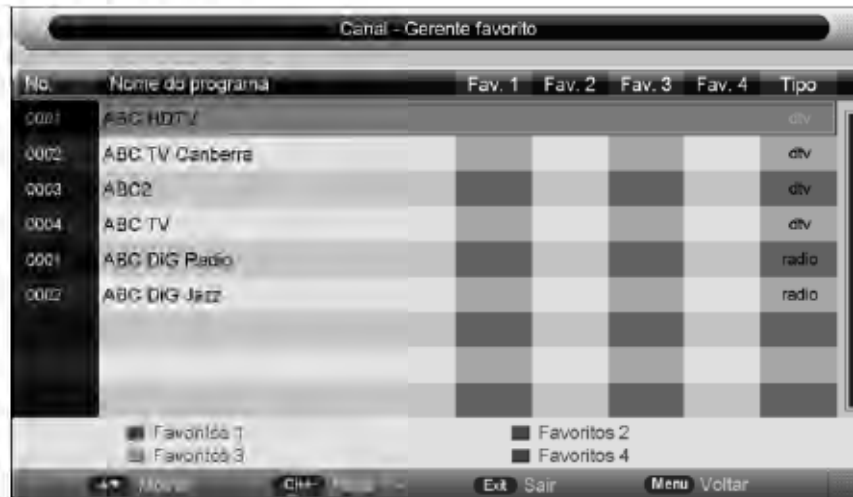 Canal - Gerente favorito
No. Nome do programa Fav. 1 Fav. 2 Fav. 3 Fav. 4 Tipo
0001 ABC HDTV dtv
0002 ABC TV Canberra dtv
0003 ABC2 dtv
0004 ABC TV dtv
0001 ABC DiG Radio radio
0002 ABC DiG Jazz radio
Favoritos 1 Favoritos 2
Favoritos 3 Favoritos 4
Mover CH+ Exit Sair Menu Voltar